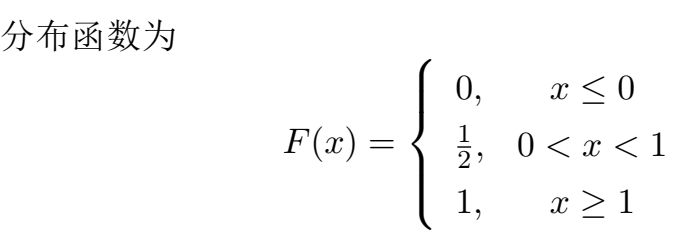 分布函数为
F(x) = { 0, x ≤ 0
1/2, 0 < x < 1
1, x ≥ 1